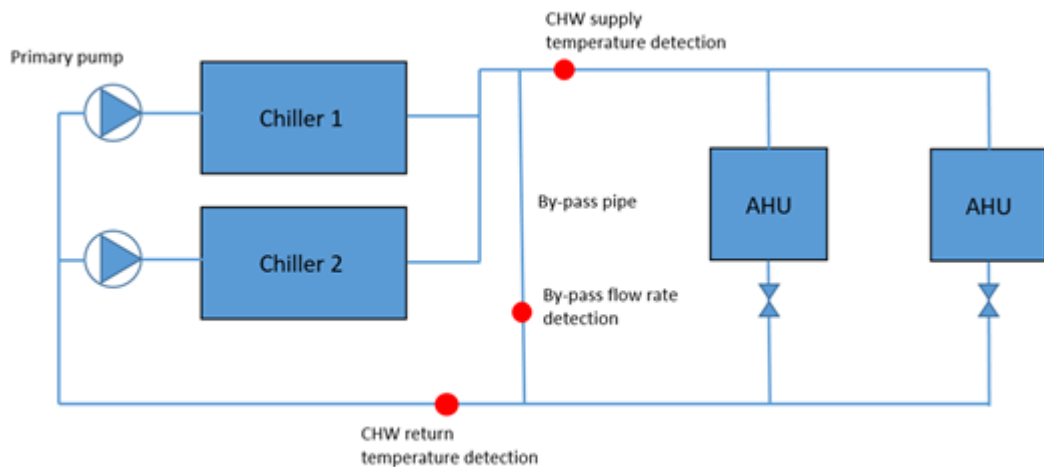 CHW supply
temperature detection
Primary pump
Chiller 1
Chiller 2
By-pass pipe
AHU
AHU
By-pass flow rate
detection
CHW return
temperature detection